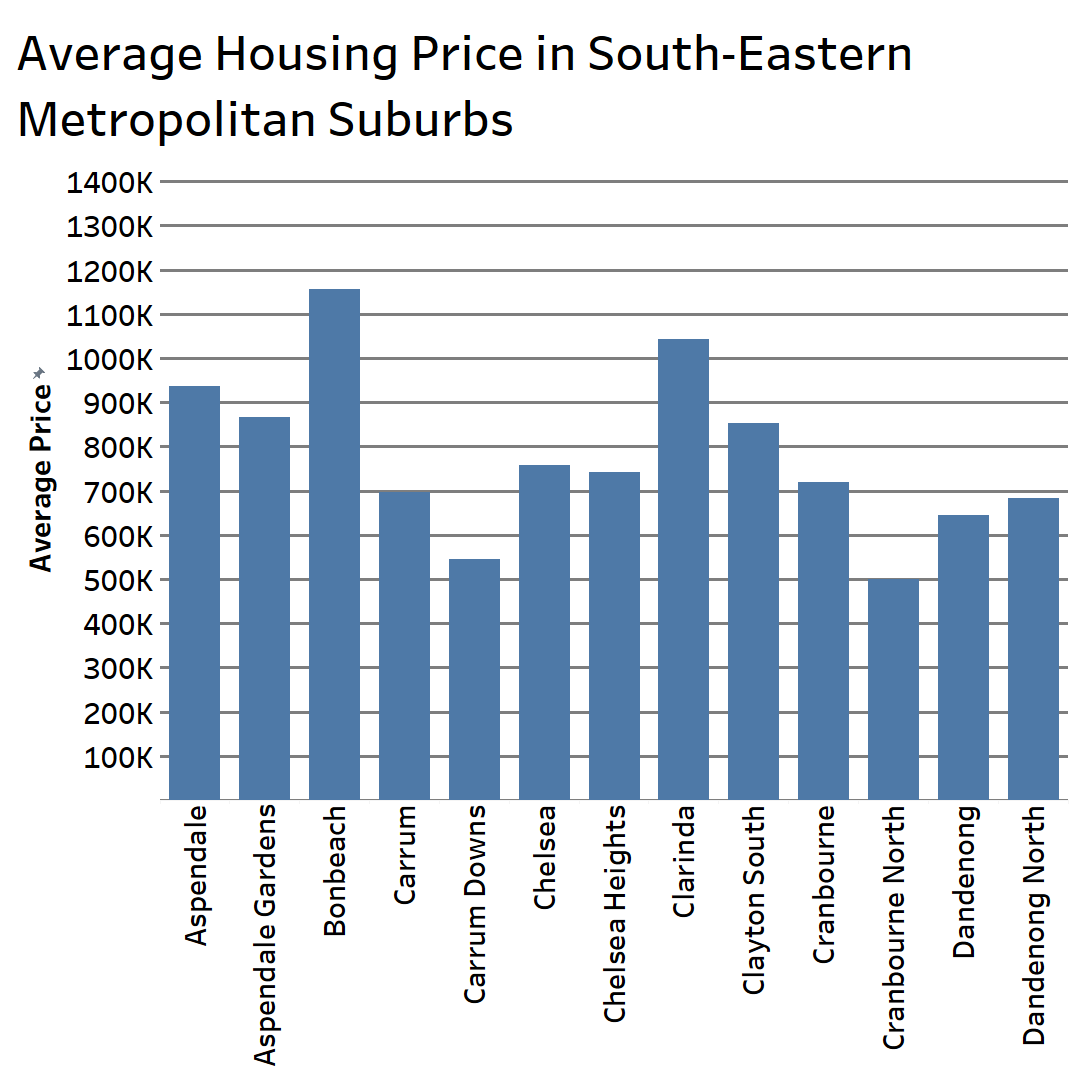 Average Housing Price in South-Eastern
Metropolitan Suburbs
1400K
1300K
1200K
1100K
1000K
900K
800K
700K
600K
500K
400K
300K
200K
100K
Average Price
Aspendale
Aspendale Gardens
Bonbeach
Carrum
Carrum Downs
Chelsea
Chelsea Heights
Clarinda
Clayton South
Cranbourne
Cranbourne North
Dandenong
Dandenong North